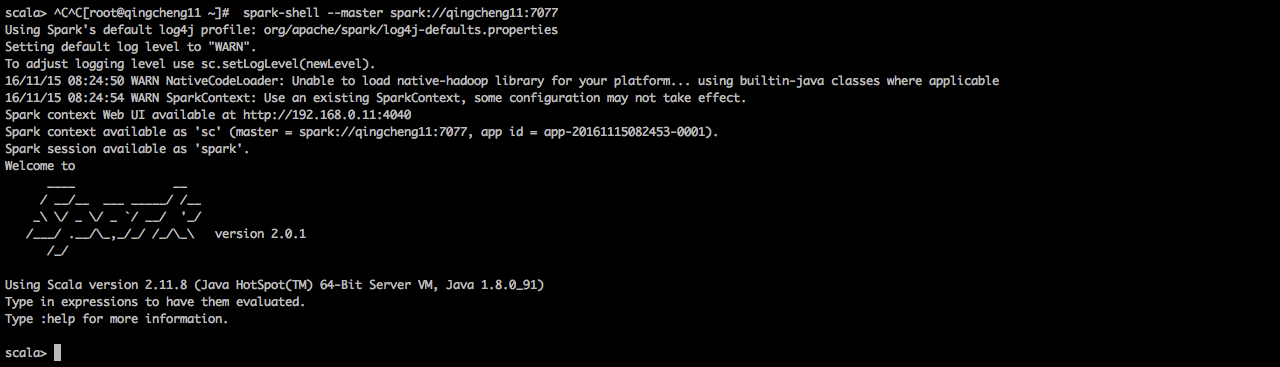 scala> ^C^C[root@qingcheng11 ~]#  spark-shell --master spark://qingcheng11:7077
Using Spark's default log4j profile: org/apache/spark/log4j-defaults.properties
Setting default log level to "WARN".
To adjust logging level use sc.setLogLevel(newLevel).
16/11/15 08:24:50 WARN NativeCodeLoader: Unable to load native-hadoop library for your platform... using builtin-java classes where applicable
16/11/15 08:24:54 WARN SparkContext: Use an existing SparkContext, some configuration may not take effect.
Spark context Web UI available at http://192.168.0.11:4040
Spark context available as 'sc' (master = spark://qingcheng11:7077, app id = app-20161115082453-0001).
Spark session available as 'spark'.
Welcome to
      ____              __
     / __/__  ___ _____/ /__
    _\ \/ _ \/ _ `/ __/  '_/
   /___/ .__/\_,_/_/ /_/\_\   version 2.0.1
      /_/
Using Scala version 2.11.8 (Java HotSpot(TM) 64-Bit Server VM, Java 1.8.0_91)
Type in expressions to have them evaluated.
Type :help for more information.
scala>